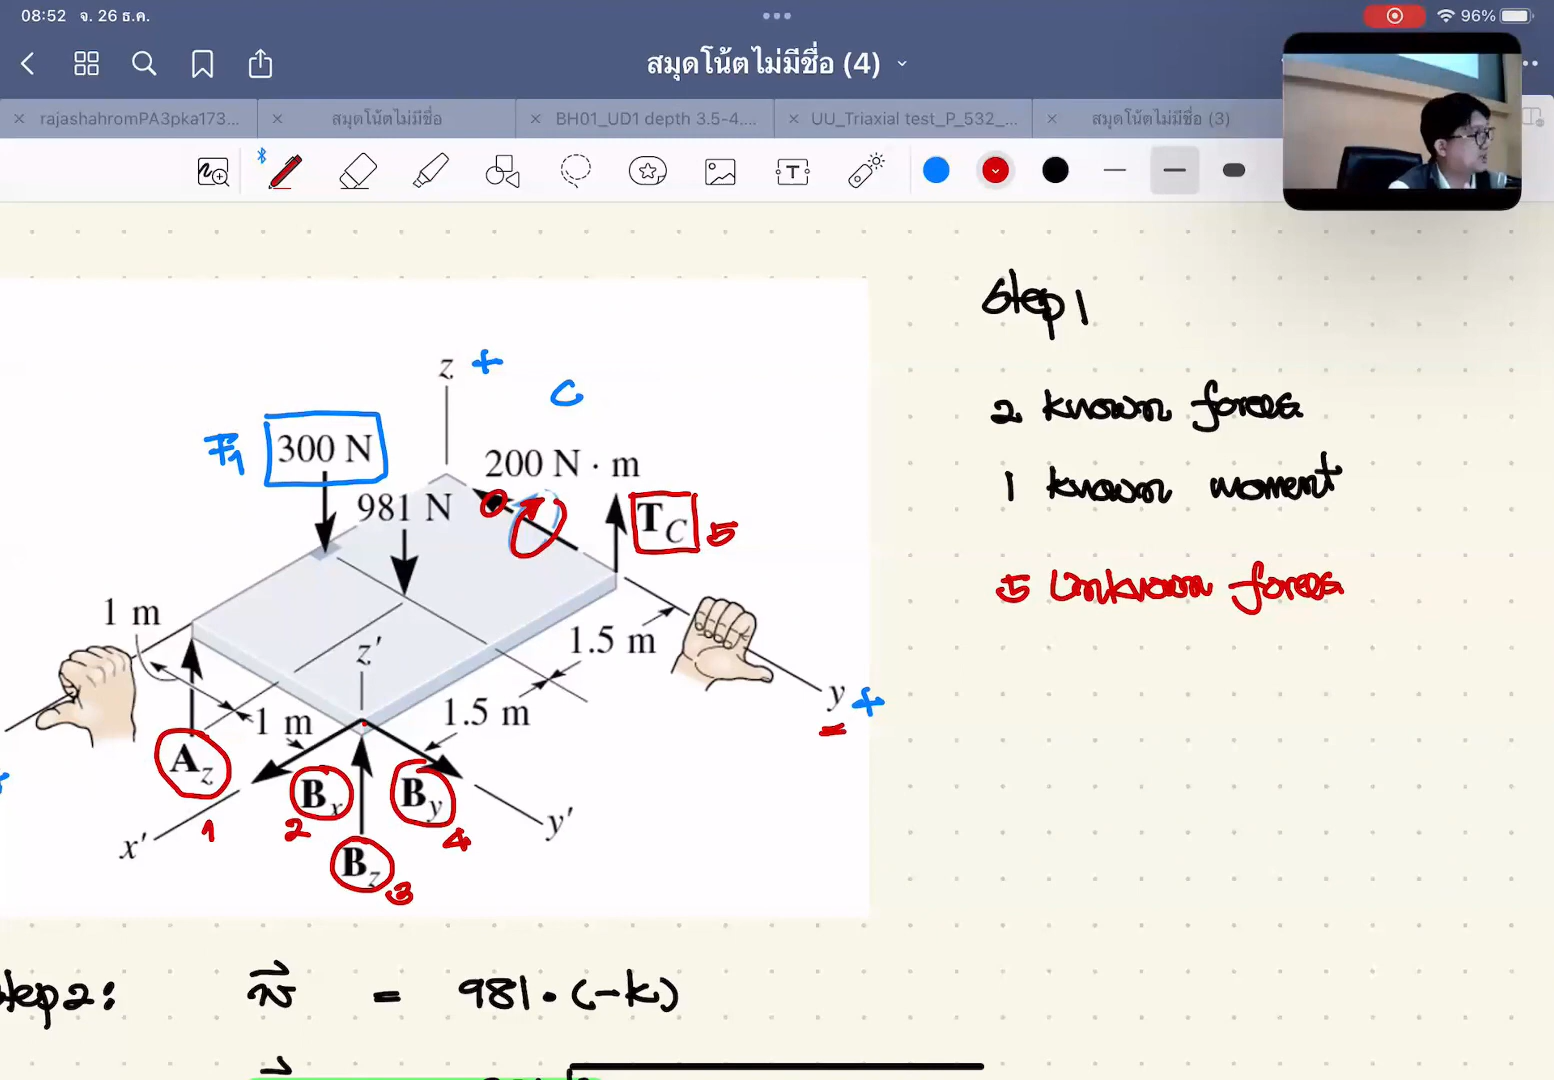 08:52 จ. 26 ธ.ค.
96%
สมุดโน้ตไม่มีชื่อ (4)
rajashahromPA3pka173...
สมุดโน้ตไม่มีชื่อ
BH01_UD1 depth 3.5-4....
UU_Triaxial test_P_532_...
สมุดโน้ตไม่มีชื่อ (3)
T
Step 1
z +
C
2 known forces
F1 300 N
200 N · m
1 known moment
981 N
TC 5
5 Unknown forces
1 m
1.5 m
z'
y +
1 m
1.5 m
Az
Bx
By
1
2
4
x'
y'
Bz
3
Step2: = 981 · (-k)